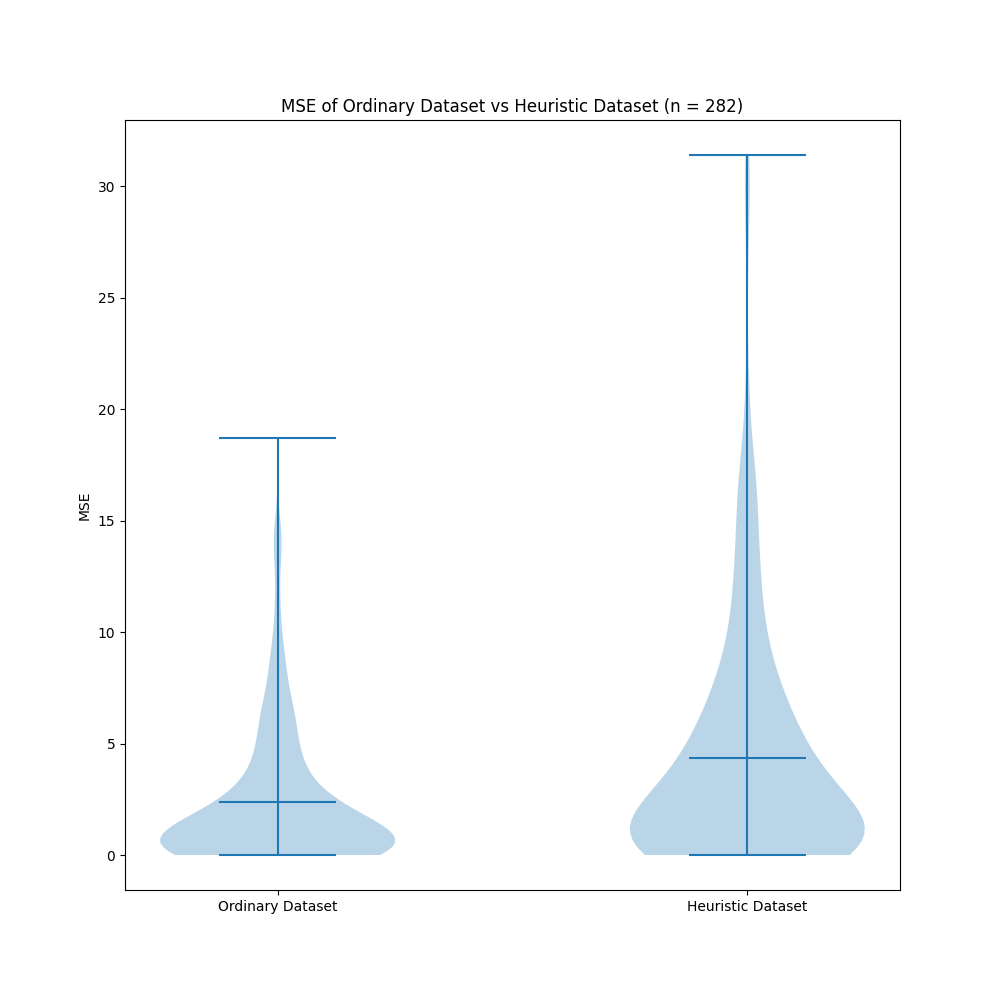 MSE of Ordinary Dataset vs Heuristic Dataset (n = 282)
30
25
20
15
10
5
0
MSE
Ordinary Dataset
Heuristic Dataset